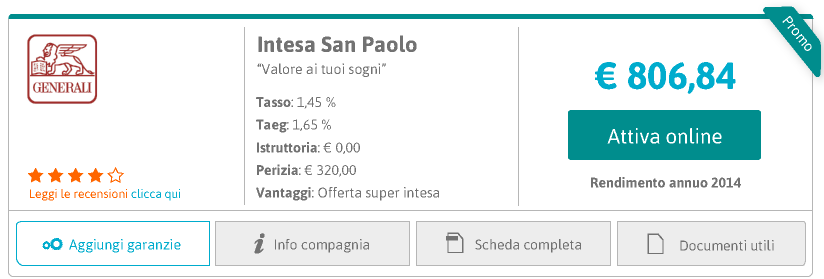 Promo
GENERALI
Leggi le recensioni clicca qui
Intesa San Paolo
“Valore ai tuoi sogni”
Tasso: 1,45 %
Taeg: 1,65 %
Istruttoria: € 0,00
Perizia: € 320,00
Vantaggi: Offerta super intesa
€ 806,84
Attiva online
Rendimento annuo 2014
Aggiungi garanzie
Info compagnia
Scheda completa
Documenti utili